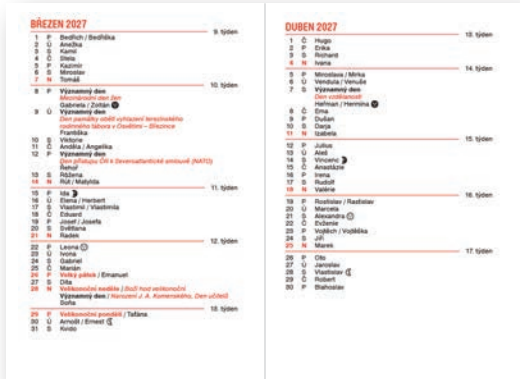 BŘEZEN 2027
9. týden
1 P Bedřich / Bedřiška
2 Ú Anežka
3 S Kamil
4 Č Stela
5 P Kazimír
6 S Miroslav
7 N Tomáš
10. týden
8 P Významný den
Mezinárodní den žen
Gabriela / Zoltán
9 Ú Významný den
Den památky obětí vyhlazení terezínského
rodinného tábora v Osvětimi – Březince
Františka
10 S Viktorie
11 Č Anděla / Angelika
12 P Významný den
Den přístupu ČR k Severoatlantické smlouvě (NATO)
Řehoř
13 S Růžena
14 N Rút / Matylda
11. týden
15 P Ida
16 Ú Elena / Herbert
17 S Vlastimil / Vlastimila
18 Č Eduard
19 P Josef / Josefa
20 S Světlana
21 N Radek
12. týden
22 P Leona
23 Ú Ivona
24 S Gabriel
25 Č Marián
26 P Velký pátek / Emanuel
27 S Dita
28 N Velikonoční neděle / Boží hod velikonoční
Významný den / Narození J. A. Komenského, Den učitelů
Soňa
13. týden
29 P Velikonoční pondělí / Taťána
30 Ú Arnošt / Ernest
31 S Kvido
DUBEN 2027
13. týden
1 Č Hugo
2 P Erika
3 S Richard
4 N Ivana
14. týden
5 P Miroslava / Mirka
6 Ú Vendula / Venuše
7 S Významný den
Den vzdělanosti
Heřman / Hermína
8 Č Ema
9 P Dušan
10 S Darja
11 N Izabela
15. týden
12 P Julius
13 Ú Aleš
14 S Vincenc
15 Č Anastázie
16 P Irena
17 S Rudolf
18 N Valérie
16. týden
19 P Rostislav / Rastislav
20 Ú Marcela
21 S Alexandra
22 Č Evženie
23 P Vojtěch / Vojtěška
24 S Jiří
25 N Marek
17. týden
26 P Oto
27 Ú Jaroslav
28 S Vlastislav
29 Č Robert
30 P Blahoslav